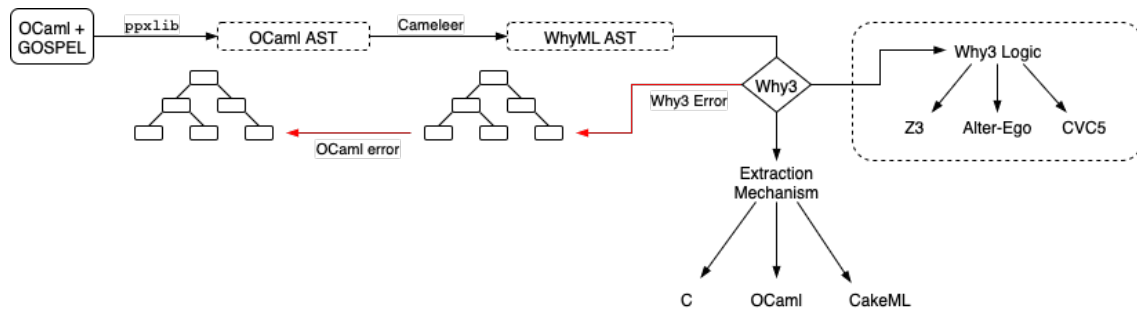 OCaml +
GOSPEL
ppxlib
OCaml AST
Cameleer
WhyML AST
Why3
Why3 Error
OCaml error
Why3 Logic
Z3
Alter-Ego
CVC5
Extraction
Mechanism
C
OCaml
CakeML